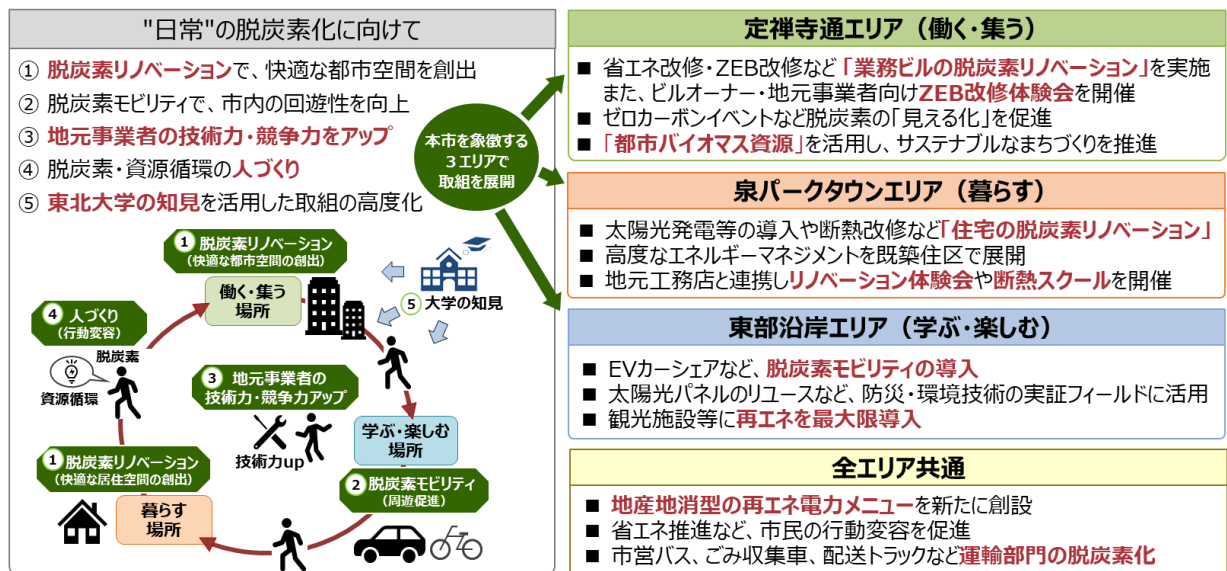 "日常"の脱炭素化に向けて
① 脱炭素リノベーションで、快適な都市空間を創出
② 脱炭素モビリティで、市内の回遊性を向上
③ 地元事業者の技術力・競争力をアップ
④ 脱炭素・資源循環の人づくり
⑤ 東北大学の知見を活用した取組の高度化
① 脱炭素リノベーション
(快適な都市空間の創出)
働く・集う
場所
⑤ 大学の知見
④ 人づくり
(行動変容)
脱炭素
資源循環
③ 地元事業者の
技術力・競争力アップ
技術力up
学ぶ・楽しむ
場所
① 脱炭素リノベーション
(快適な居住空間の創出)
② 脱炭素モビリティ
(周遊促進)
暮らす
場所
本市を象徴する
3エリアで
取組を展開
定禅寺通エリア（働く・集う）
■ 省エネ改修・ZEB改修など「業務ビルの脱炭素リノベーション」を実施
また、ビルオーナー・地元事業者向けZEB改修体験会を開催
■ ゼロカーボンイベントなど脱炭素の「見える化」を促進
■ 「都市バイオマス資源」を活用し、サステナブルなまちづくりを推進
泉パークタウンエリア（暮らす）
■ 太陽光発電等の導入や断熱改修など「住宅の脱炭素リノベーション」
■ 高度なエネルギーマネジメントを既築住区で展開
■ 地元工務店と連携しリノベーション体験会や断熱スクールを開催
東部沿岸エリア（学ぶ・楽しむ）
■ EVカーシェアなど、脱炭素モビリティの導入
■ 太陽光パネルのリユースなど、防災・環境技術の実証フィールドに活用
■ 観光施設等に再エネを最大限導入
全エリア共通
■ 地産地消型の再エネ電力メニューを新たに創設
■ 省エネ推進など、市民の行動変容を促進
■ 市営バス、ごみ収集車、配送トラックなど運輸部門の脱炭素化